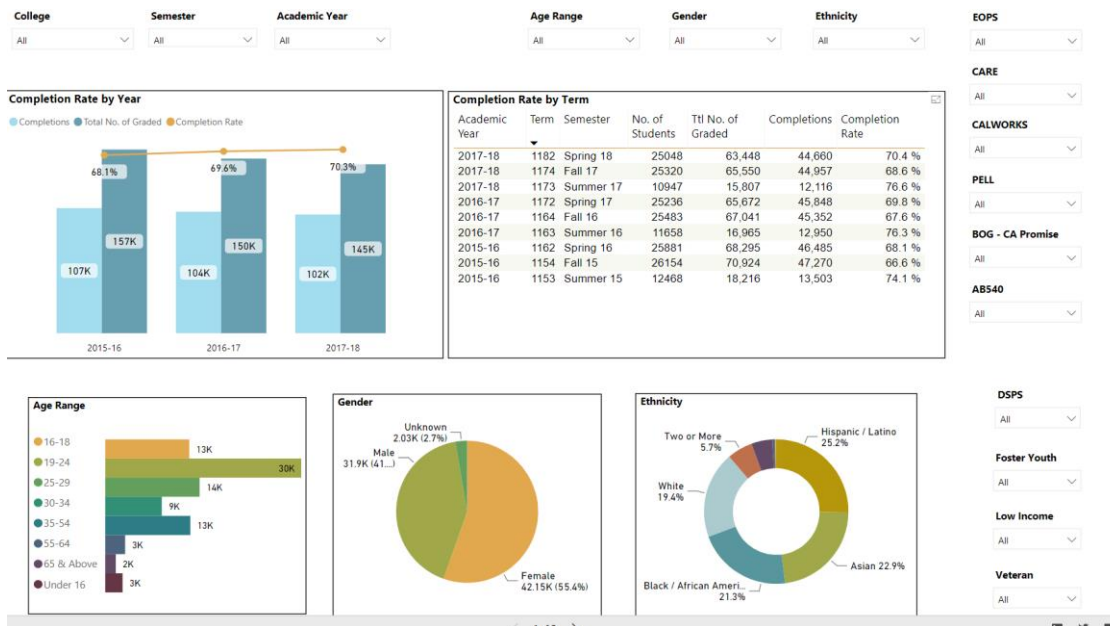 College
Semester
Academic Year
Age Range
Gender
Ethnicity
EOPS
All
All
All
All
All
All
All
CARE
All
CALWORKS
All
PELL
All
BOG - CA Promise
All
AB540
All
Completion Rate by Year
Completions Total No. of Graded Completion Rate
68.1%
69.6%
70.3%
157K
150K
145K
107K
104K
102K
2015-16
2016-17
2017-18
Completion Rate by Term
Academic Year Term Semester No. of Students Ttl No. of Graded Completions Completion Rate
2017-18 1182 Spring 18 25048 63,448 44,660 70.4 %
2017-18 1174 Fall 17 25320 65,550 44,957 68.6 %
2017-18 1173 Summer 17 10947 15,807 12,116 76.6 %
2016-17 1172 Spring 17 25236 65,672 45,848 69.8 %
2016-17 1164 Fall 16 25483 67,041 45,352 67.6 %
2016-17 1163 Summer 16 11658 16,965 12,950 76.3 %
2015-16 1162 Spring 16 25881 68,295 46,485 68.1 %
2015-16 1154 Fall 15 26154 70,924 47,270 66.6 %
2015-16 1153 Summer 15 12468 18,216 13,503 74.1 %
Age Range
16-18 13K
19-24 30K
25-29 14K
30-34 9K
35-54 13K
55-64 3K
65 & Above 2K
Under 16 3K
Gender
Unknown
2.03K (2.7%)
Male
31.9K (41...)
Female
42.15K (55.4%)
Ethnicity
Two or More
5.7%
Hispanic / Latino
25.2%
White
19.4%
Asian 22.9%
Black / African Ameri...
21.3%
DSPS
All
Foster Youth
All
Low Income
All
Veteran
All